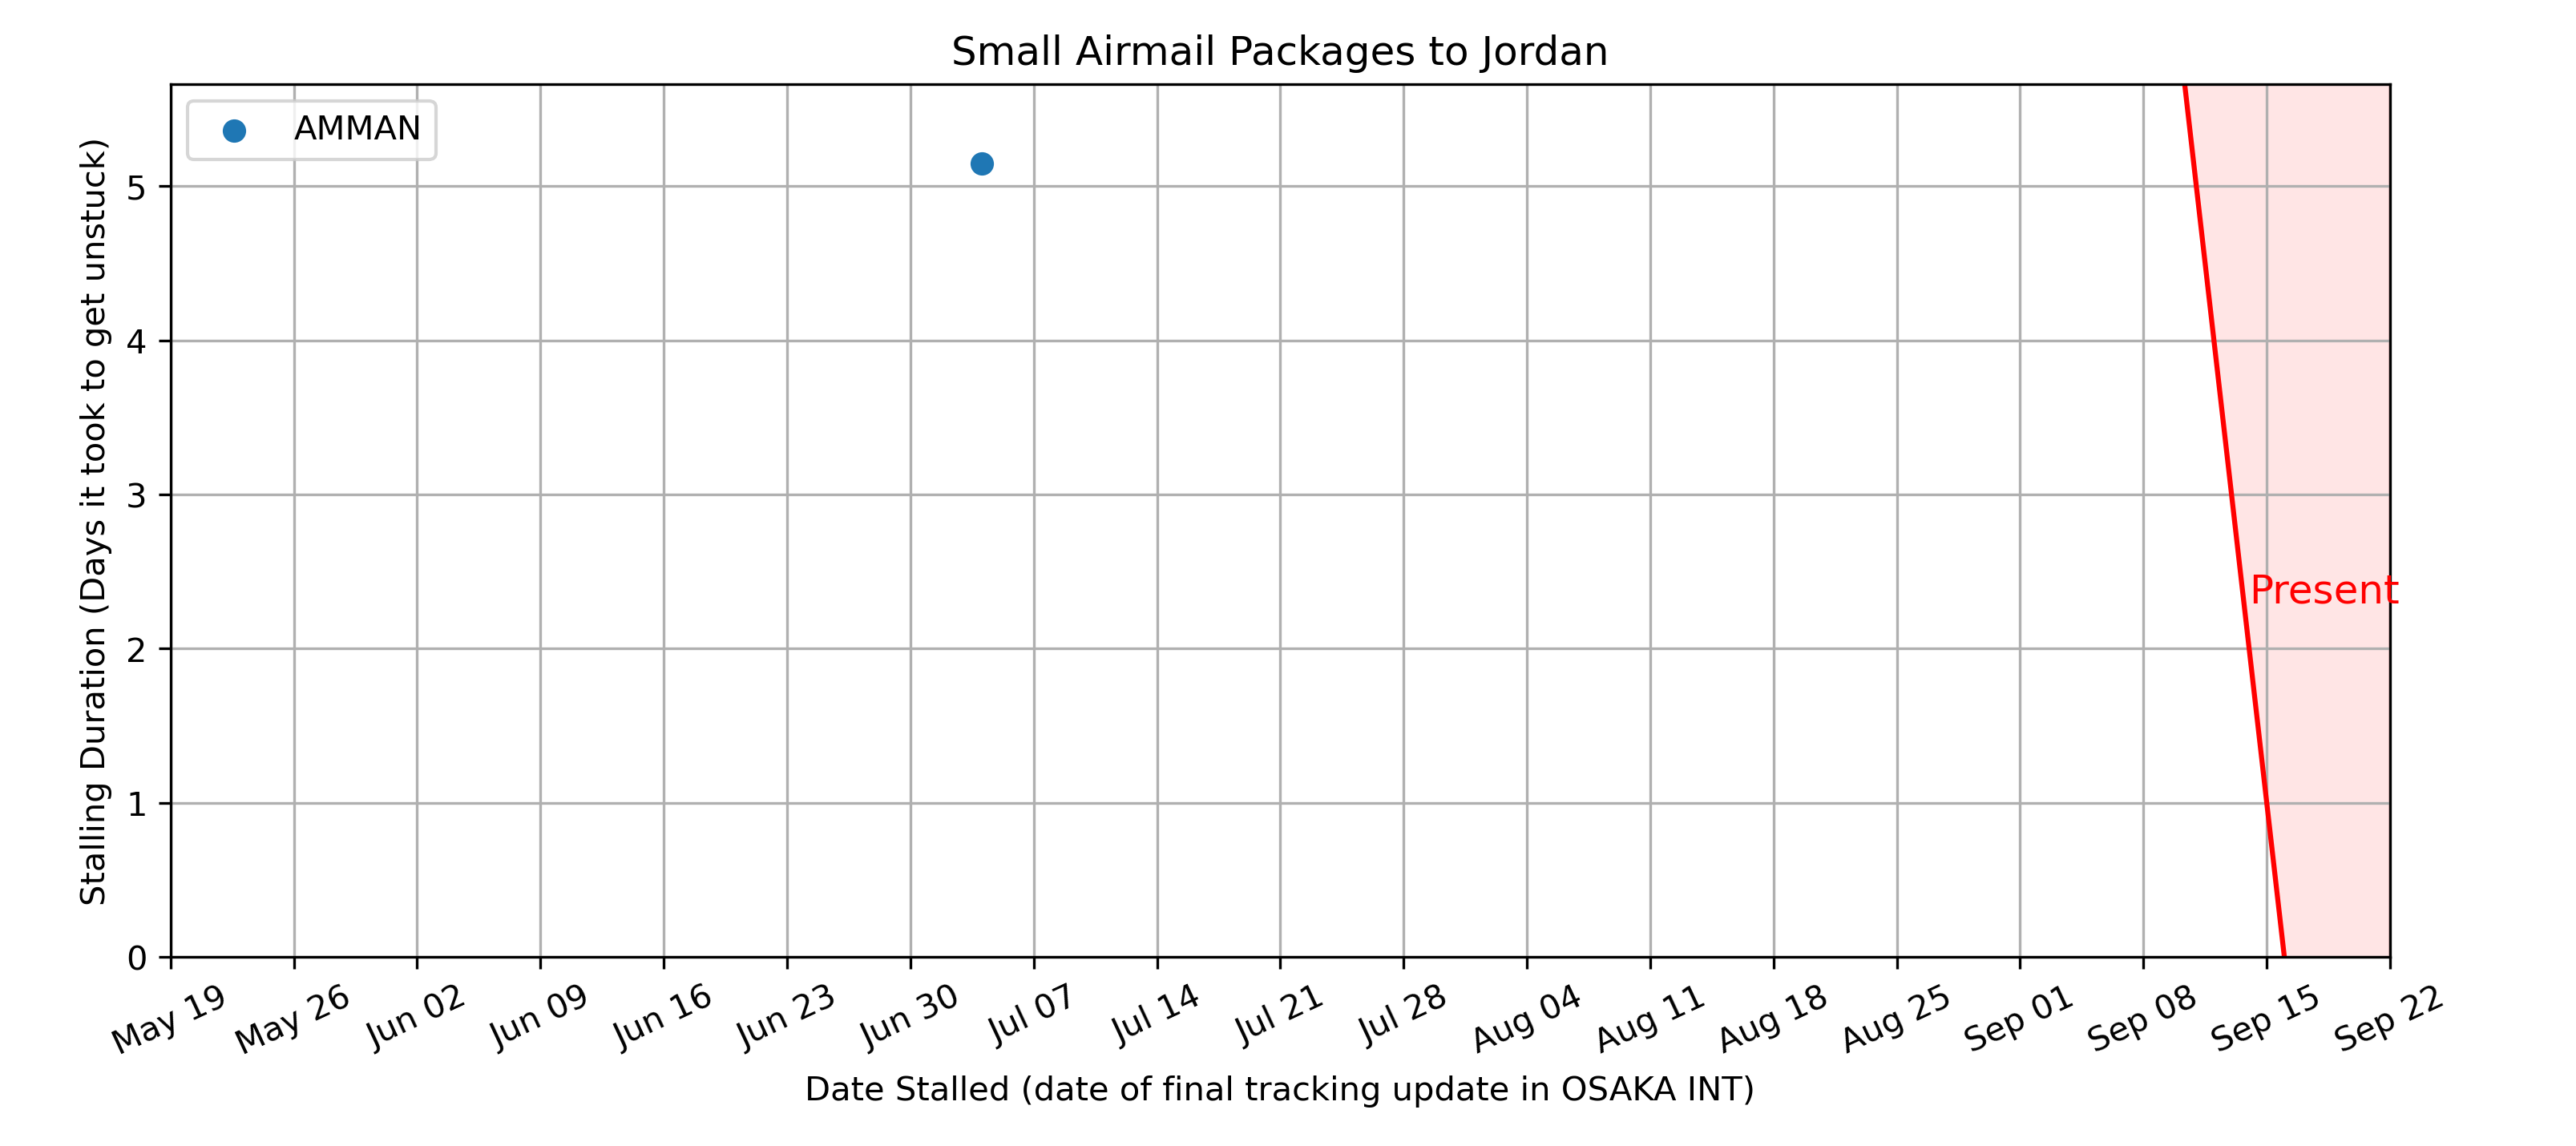 Small Airmail Packages to Jordan
AMMAN
Stalling Duration (Days it took to get unstuck)
5
4
3
2
1
0
Present
May 19 May 26 Jun 02 Jun 09 Jun 16 Jun 23 Jun 30 Jul 07 Jul 14 Jul 21 Jul 28 Aug 04 Aug 11 Aug 18 Aug 25 Sep 01 Sep 08 Sep 15 Sep 22
Date Stalled (date of final tracking update in OSAKA INT)